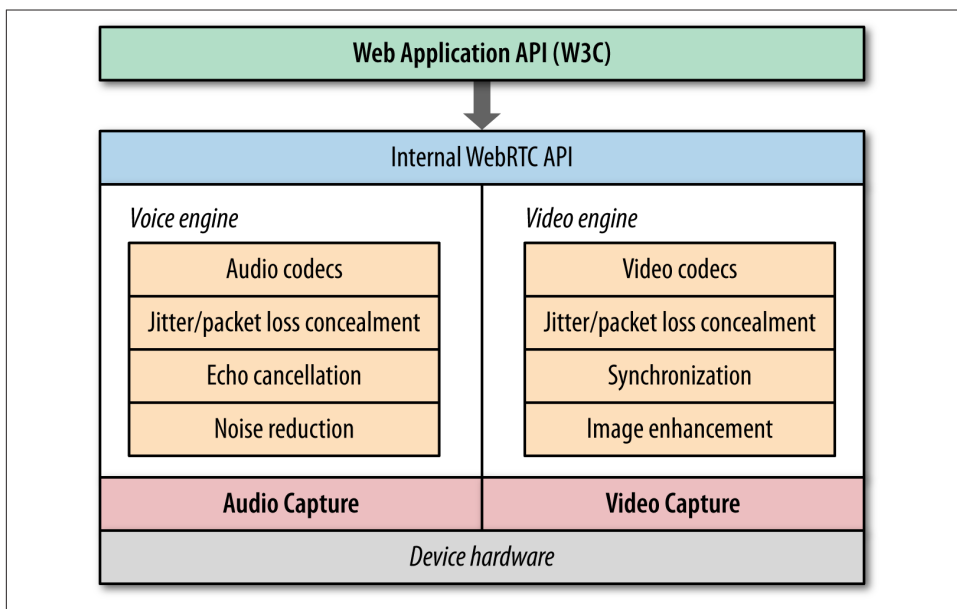 Web Application API (W3C)
Internal WebRTC API
Voice engine
Audio codecs
Jitter/packet loss concealment
Echo cancellation
Noise reduction
Video engine
Video codecs
Jitter/packet loss concealment
Synchronization
Image enhancement
Audio Capture
Video Capture
Device hardware